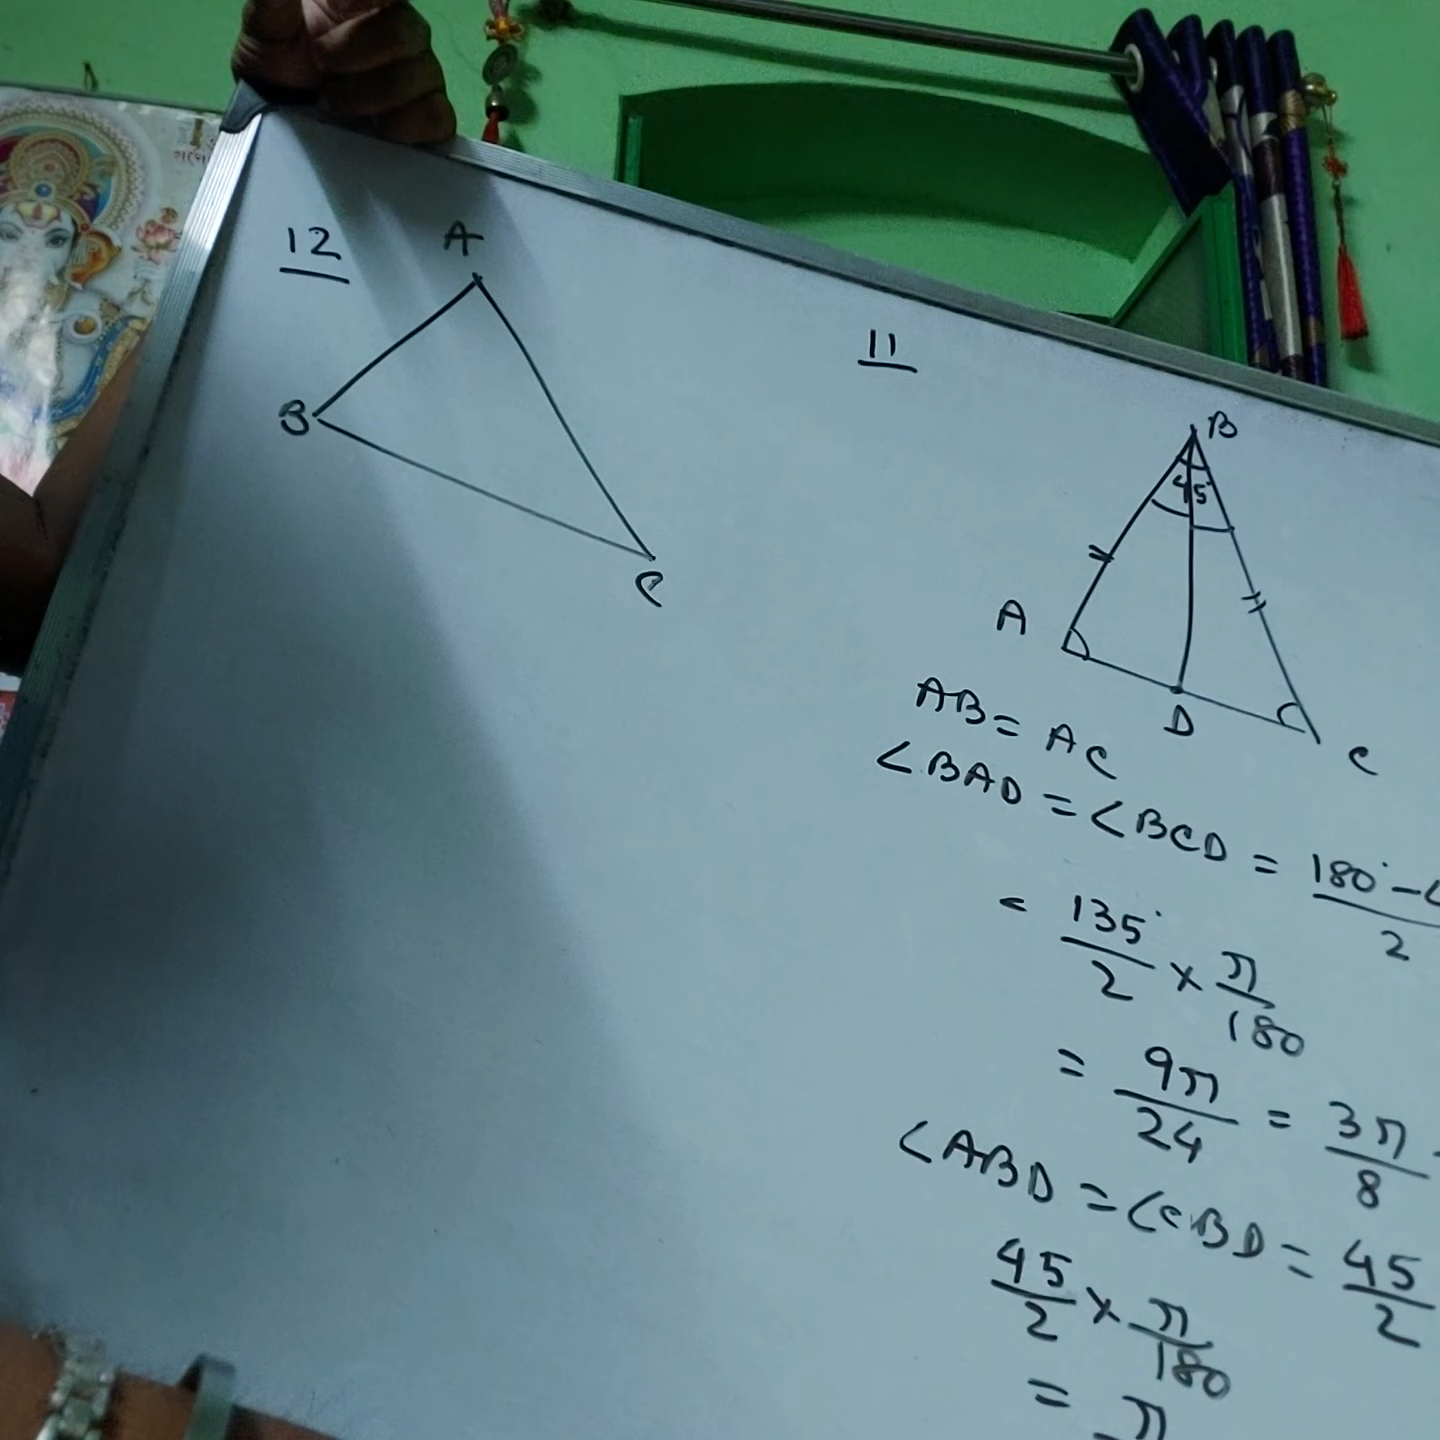 12
A
B
C
11
B
45°
A
D
C
AB = AC
∠BAD = ∠BCD = 180° -
2
= 135°/2 × π/180
= 9π/24 = 3π/8
∠ABD = ∠CBD = 45/2
45/2 × π/180
= π